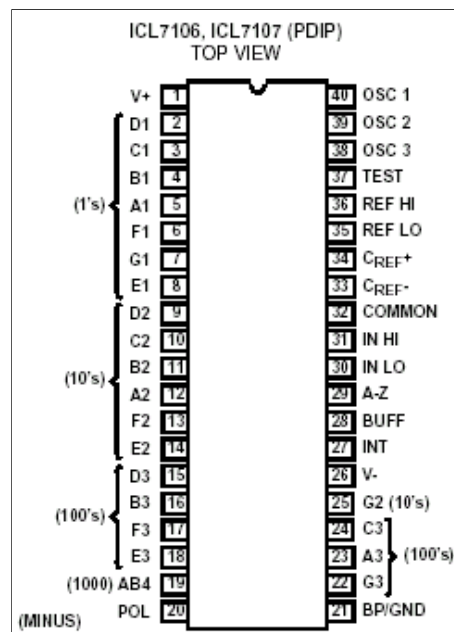 ICL7106, ICL7107 (PDIP)
TOP VIEW
V+ 1 40 OSC 1
D1 2 39 OSC 2
C1 3 38 OSC 3
B1 4 37 TEST
(1's) A1 5 36 REF HI
F1 6 35 REF LO
G1 7 34 CREF+
E1 8 33 CREF-
D2 9 32 COMMON
C2 10 31 IN HI
B2 11 30 IN LO
(10's) A2 12 29 A-Z
F2 13 28 BUFF
E2 14 27 INT
D3 15 26 V-
B3 16 25 G2 (10's)
(100's) F3 17 24 C3
E3 18 23 A3 (100's)
(1000) AB4 19 22 G3
(MINUS) POL 20 21 BP/GND